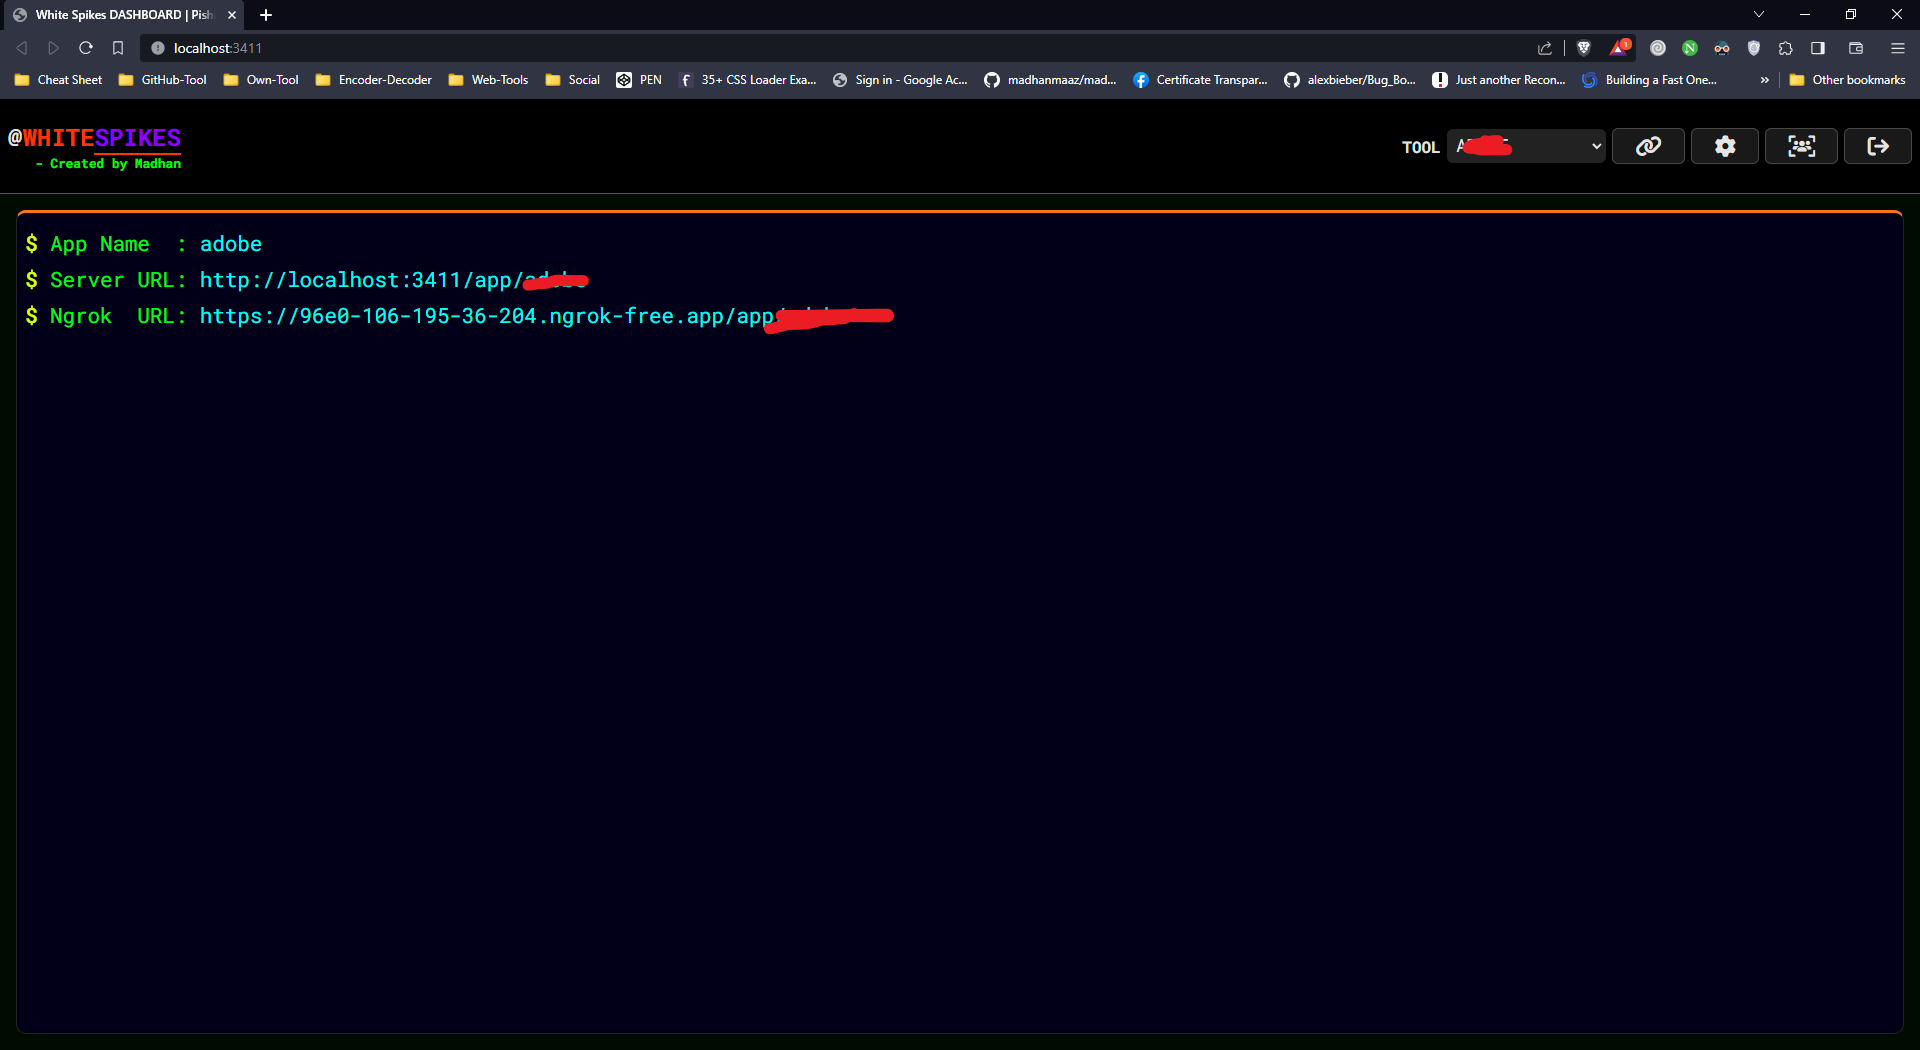 White Spikes DASHBOARD | Pish
localhost:3411
1
Cheat Sheet GitHub-Tool Own-Tool Encoder-Decoder Web-Tools Social PEN 35+ CSS Loader Exa... Sign in - Google Ac... madhanmaaz/mad... Certificate Transpar... alexbieber/Bug_Bo... Just another Recon... Building a Fast One... » Other bookmarks
@WHITESPIKES
- Created by Madhan
TOOL
$ App Name : adobe
$ Server URL: http://localhost:3411/app/
$ Ngrok URL: https://96e0-106-195-36-204.ngrok-free.app/app